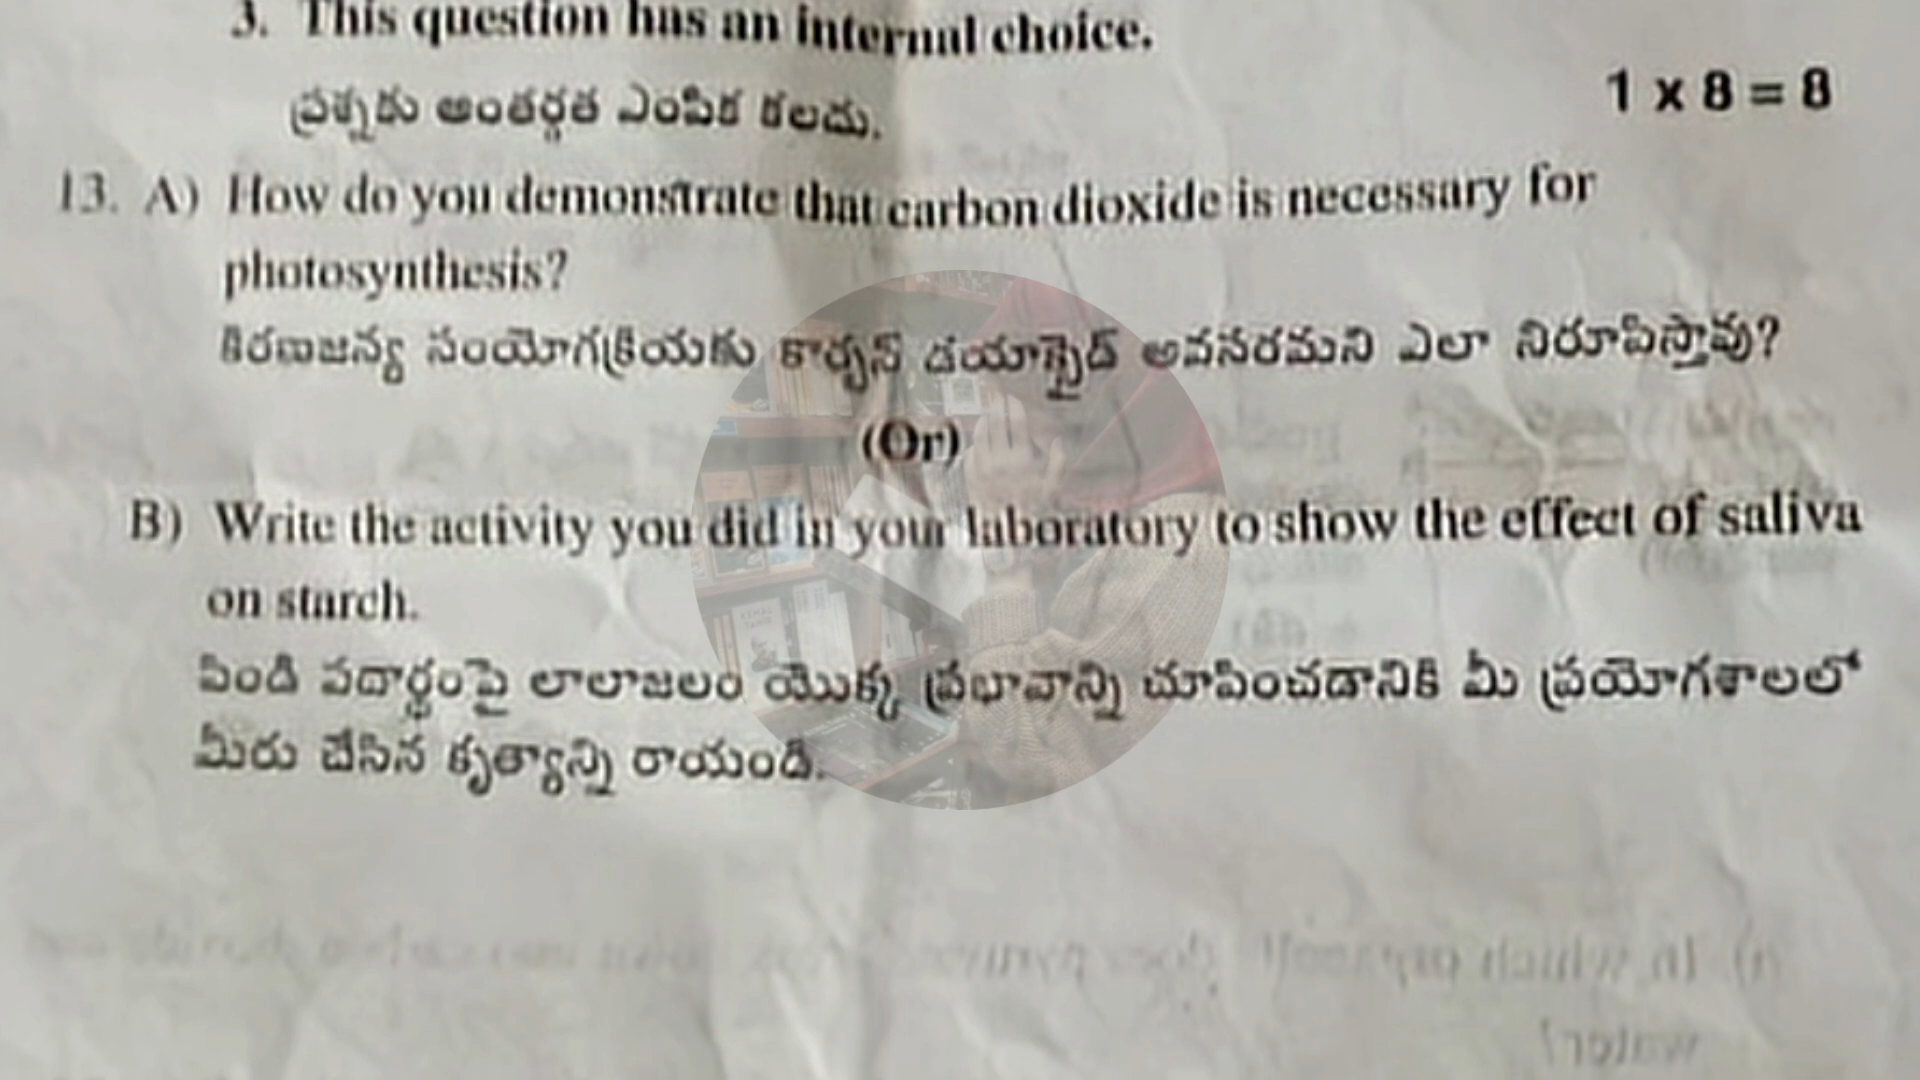 3. This question has an internal choice.
ప్రశ్నకు అంతర్గత ఎంపిక కలదు.
1 x 8 = 8
13. A) How do you demonstrate that carbon dioxide is necessary for
photosynthesis?
కిరణజన్య సంయోగక్రియకు కార్బన్ డయాక్సైడ్ అవసరమని ఎలా నిరూపిస్తావు?
(Or)
B) Write the activity you did in your laboratory to show the effect of saliva
on starch.
పిండి పదార్థంపై లాలాజలం యొక్క ప్రభావాన్ని చూపించడానికి మీ ప్రయోగశాలలో
మీరు చేసిన కృత్యాన్ని రాయండి.